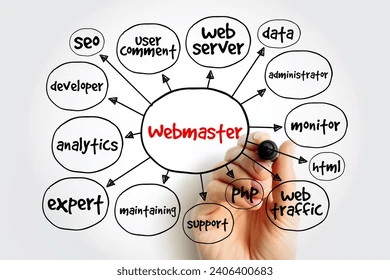 seo
user
comment
web
server
data
developer
administrator
analytics
webmaster
monitor
html
expert
maintaining
support
php
web
traffic
shutterstock.com · 2406400683